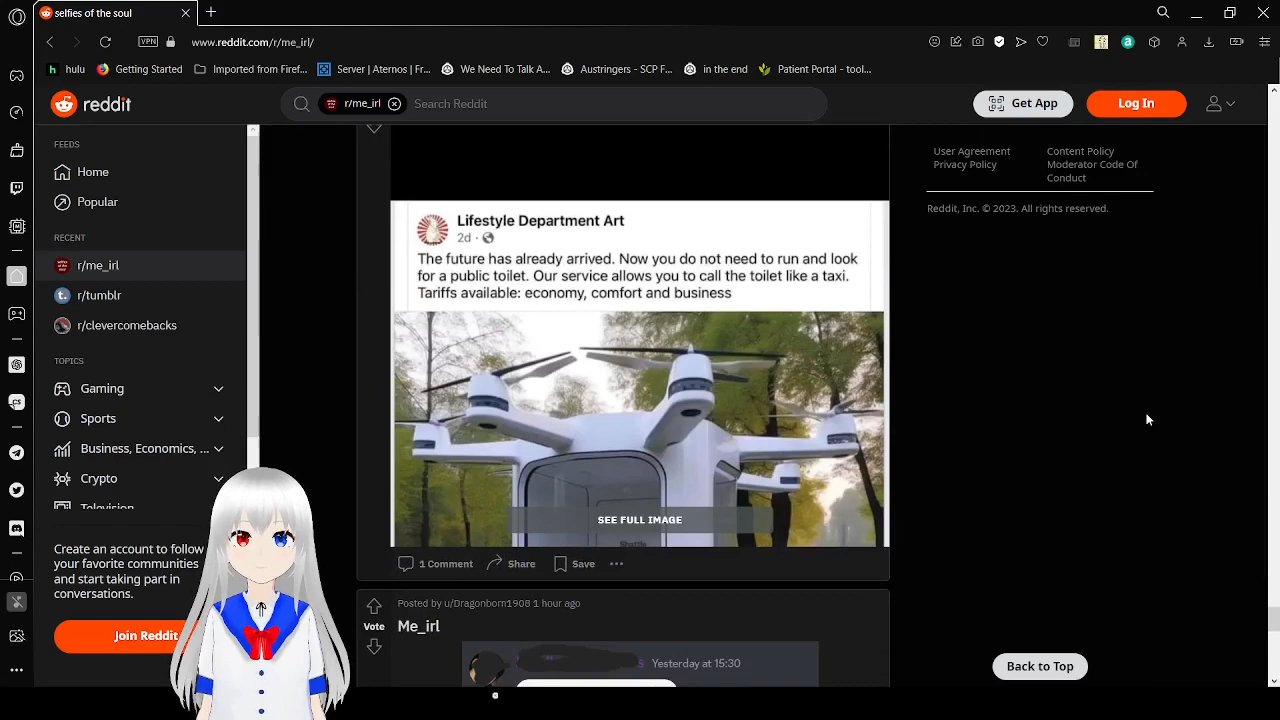 selfies of the soul
VPN
www.reddit.com/r/me_irl/
hulu
Getting Started
Imported from Firef...
Server | Aternos | Fr...
We Need To Talk A...
Austringers - SCP F...
in the end
Patient Portal - tool...
reddit
r/me_irl
Search Reddit
Get App
Log In
FEEDS
Home
Popular
RECENT
r/me_irl
r/tumblr
r/clevercomebacks
TOPICS
Gaming
Sports
Business, Economics, ...
Crypto
Television
Create an account to follow
your favorite communities
and start taking part in
conversations.
Join Reddit
Lifestyle Department Art
2d ·
The future has already arrived. Now you do not need to run and look
for a public toilet. Our service allows you to call the toilet like a taxi.
Tariffs available: economy, comfort and business
SEE FULL IMAGE
1 Comment
Share
Save
Posted by u/Dragonborn1908 1 hour ago
Vote
Me_irl
Yesterday at 15:30
User Agreement
Privacy Policy
Content Policy
Moderator Code Of
Conduct
Reddit, Inc. © 2023. All rights reserved.
Back to Top